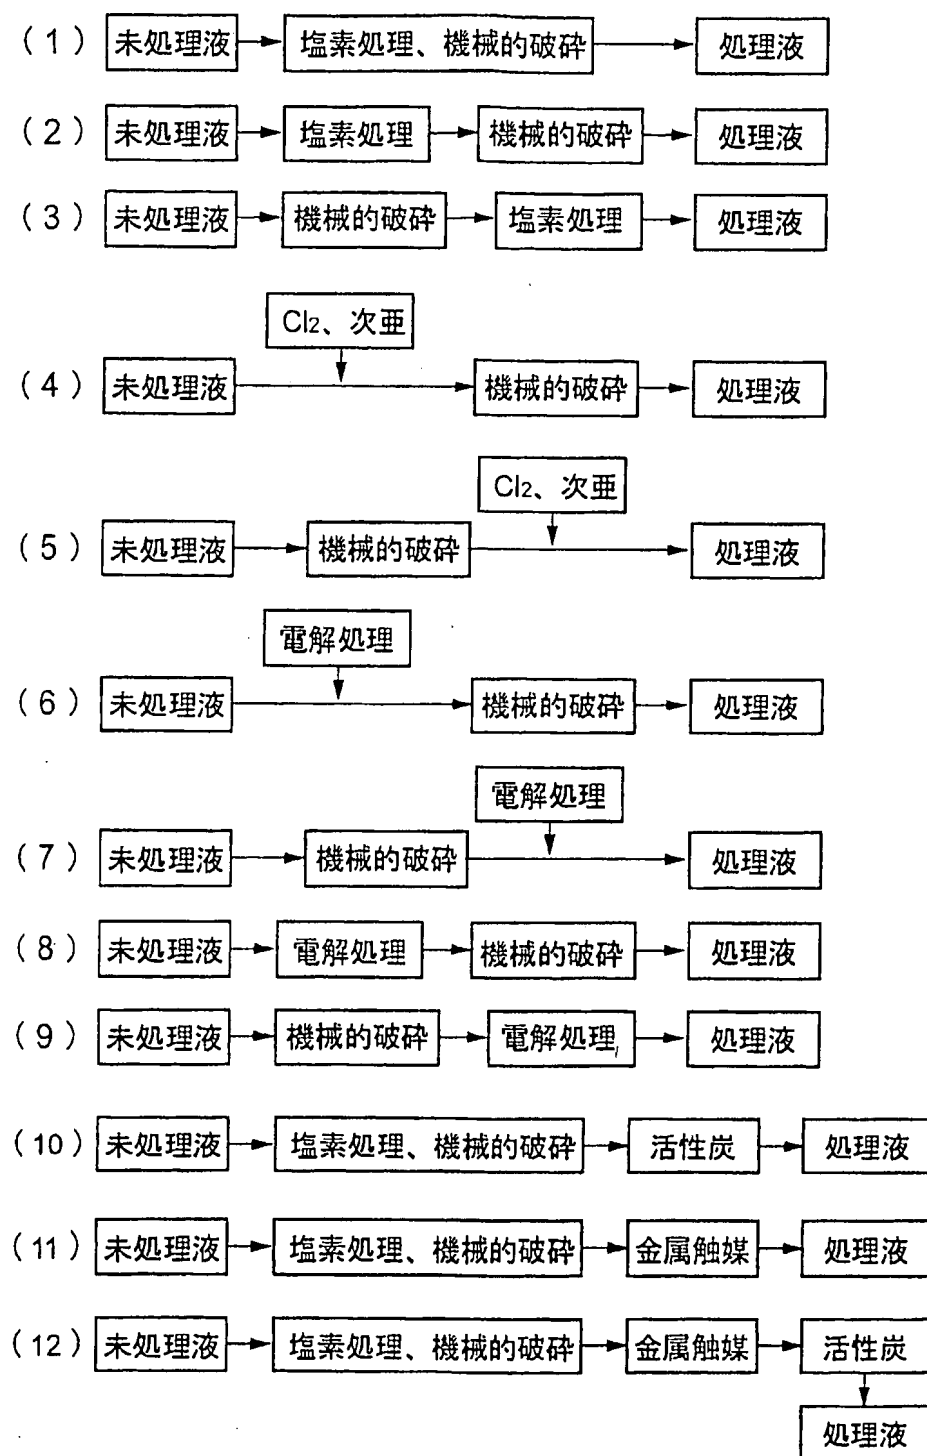 (1) 未処理液 塩素処理、機械的破砕 処理液
(2) 未処理液 塩素処理 機械的破砕 処理液
(3) 未処理液 機械的破砕 塩素処理 処理液
Cl2、次亜
(4) 未処理液 機械的破砕 処理液
Cl2、次亜
(5) 未処理液 機械的破砕 処理液
電解処理
(6) 未処理液 機械的破砕 処理液
電解処理
(7) 未処理液 機械的破砕 処理液
(8) 未処理液 電解処理 機械的破砕 処理液
(9) 未処理液 機械的破砕 電解処理 処理液
(10) 未処理液 塩素処理、機械的破砕 活性炭 処理液
(11) 未処理液 塩素処理、機械的破砕 金属触媒 処理液
(12) 未処理液 塩素処理、機械的破砕 金属触媒 活性炭
処理液